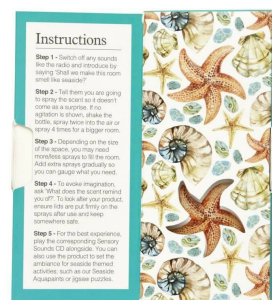 Instructions
Step 1 - Switch off any sounds
like the radio and introduce by
saying 'Shall we make this room
smell like seaside?'
Step 2 - Tell them you are going
to spray the scent so it doesn't
come as a surprise. If no
agitation is shown, shake the
bottle, spray twice into the air or
spray 4 times for a bigger room.
Step 3 - Depending on the size
of the space, you may need
more/less sprays to fill the room.
Add extra sprays gradually so
you can gauge what you need.
Step 4 - To evoke imagination,
ask 'What does the scent remind
you of?'. To look after your product,
ensure lids are put firmly on the
sprays after use and keep
somewhere safe.
Step 5 - For the best experience,
play the corresponding Sensory
Sounds CD alongside. You can
also use the product to set the
ambiance for seaside themed
activities, such as our Seaside
Aquapaints or jigsaw puzzles.